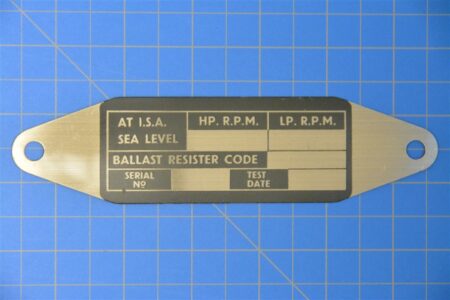 AT I.S.A. HP. R.P.M. LP. R.P.M.
SEA LEVEL
BALLAST RESISTER CODE
SERIAL TEST
Nº DATE